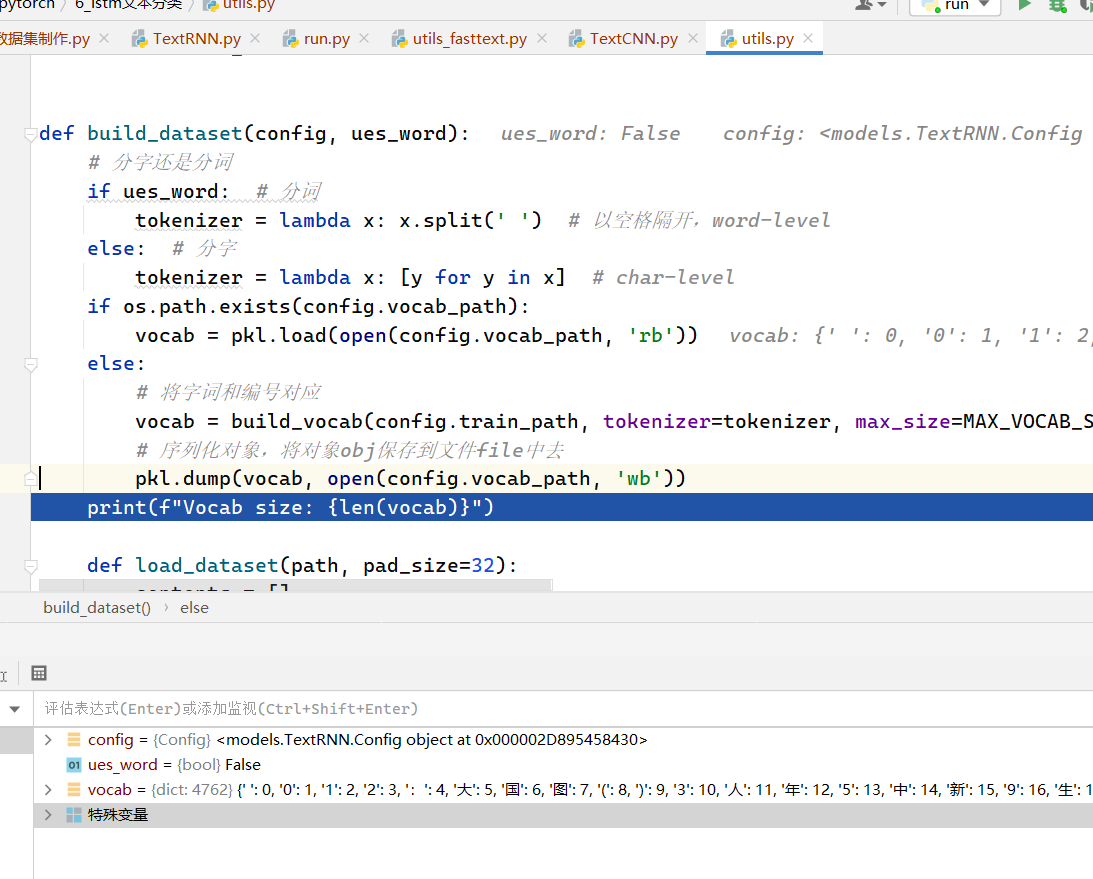 pytorch 6_lstm文本分类 utils.py run
数据集制作.py TextRNN.py run.py utils_fasttext.py TextCNN.py utils.py
def build_dataset(config, ues_word): ues_word: False config: <models.TextRNN.Config
# 分字还是分词
if ues_word: # 分词
tokenizer = lambda x: x.split(' ') # 以空格隔开，word-level
else: # 分字
tokenizer = lambda x: [y for y in x] # char-level
if os.path.exists(config.vocab_path):
vocab = pkl.load(open(config.vocab_path, 'rb')) vocab: {' ': 0, '0': 1, '1': 2,
else:
# 将字词和编号对应
vocab = build_vocab(config.train_path, tokenizer=tokenizer, max_size=MAX_VOCAB_S
# 序列化对象，将对象obj保存到文件file中去
pkl.dump(vocab, open(config.vocab_path, 'wb'))
print(f"Vocab size: {len(vocab)}")
def load_dataset(path, pad_size=32):
contents = []
build_dataset() › else
评估表达式(Enter)或添加监视(Ctrl+Shift+Enter)
config = {Config} <models.TextRNN.Config object at 0x000002D895458430>
01 ues_word = {bool} False
vocab = {dict: 4762} {' ': 0, '0': 1, '1': 2, '2': 3, '：': 4, '大': 5, '国': 6, '图': 7, '(': 8, ')': 9, '3': 10, '人': 11, '年': 12, '5': 13, '中': 14, '新': 15, '9': 16, '生': 1
特殊变量